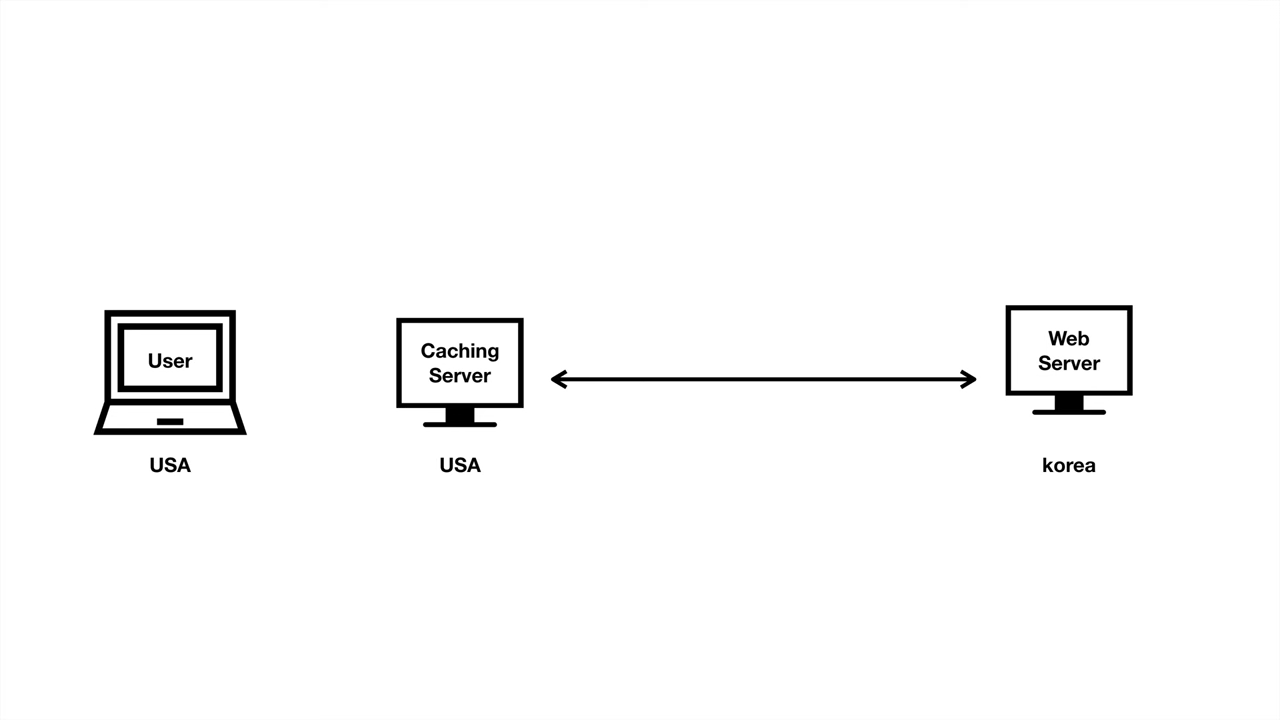 User
Caching
Server
Web
Server
USA
USA
korea